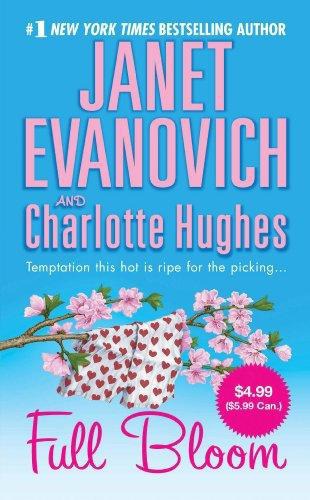 #1 NEW YORK TIMES BESTSELLING AUTHOR
JANET
EVANOVICH
AND
Charlotte Hughes
Temptation this hot is ripe for the picking...
$4.99
($5.99 Can.)
Full Bloom